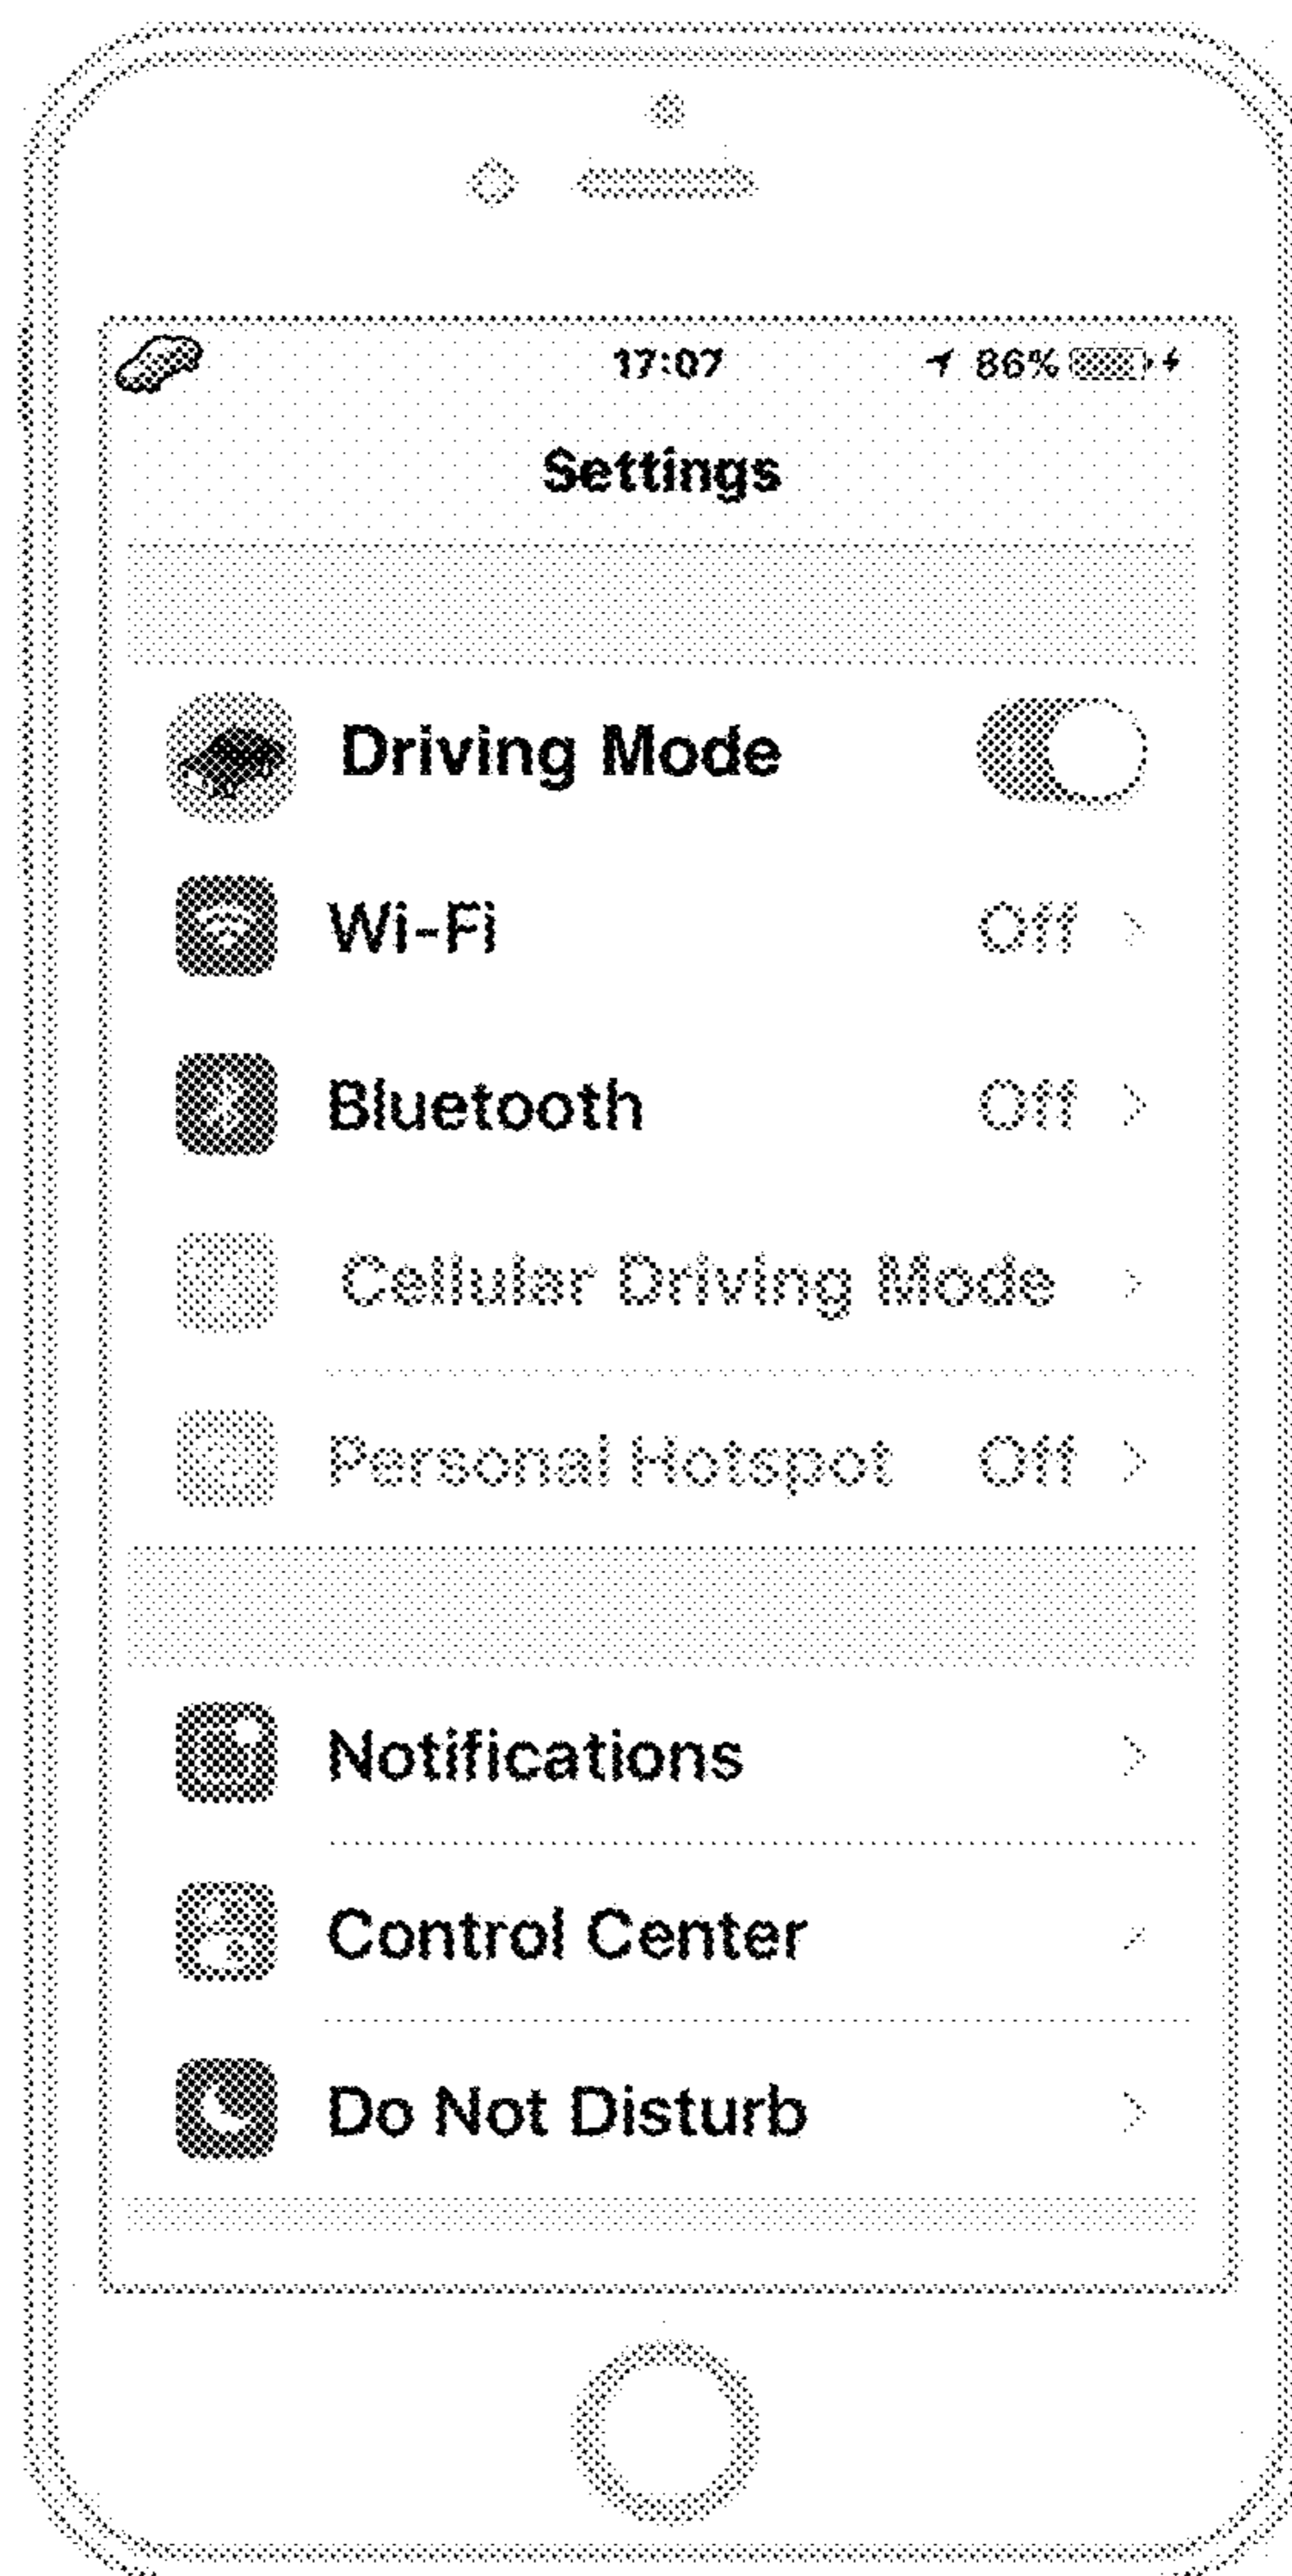 17:07 86%
Settings
Driving Mode
Wi-Fi Off
Bluetooth Off
Cellular Driving Mode
Personal Hotspot Off
Notifications
Control Center
Do Not Disturb